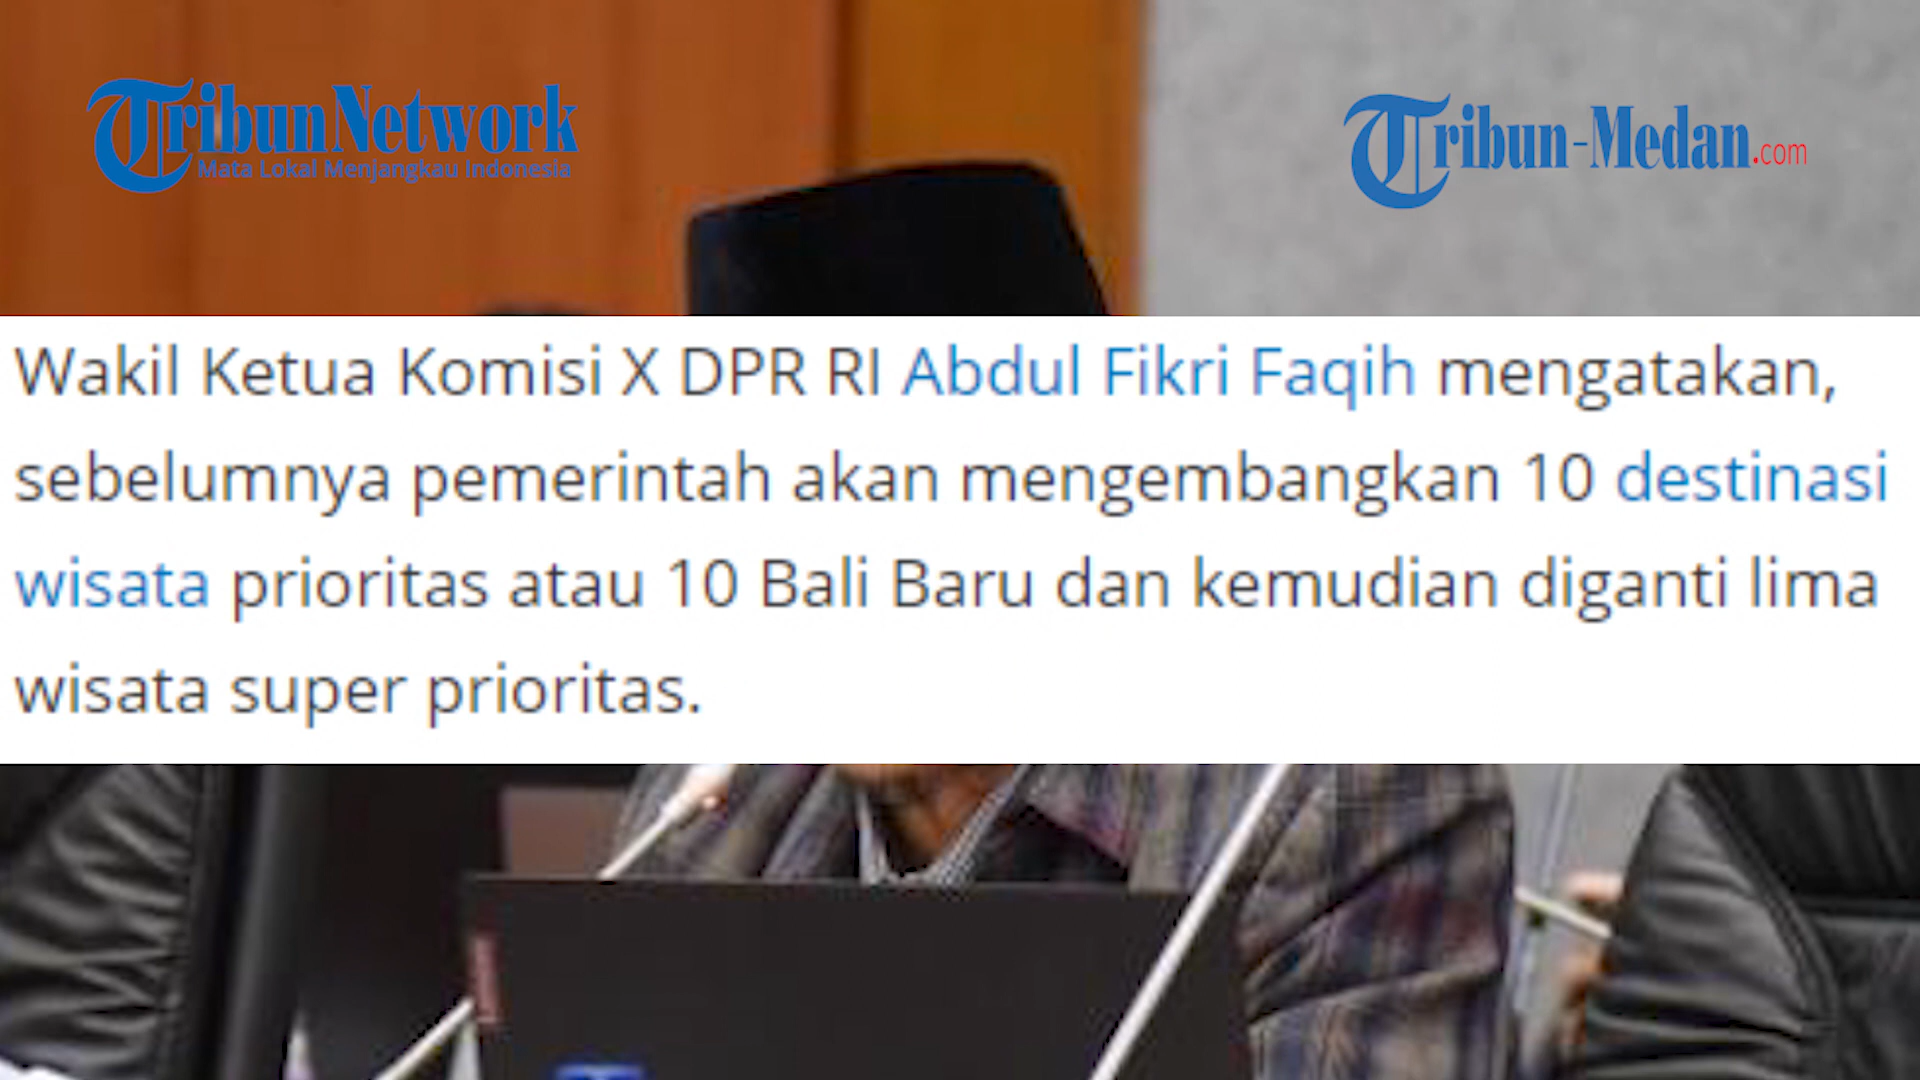 TribunNetwork
Mata Lokal Menjangkau Indonesia
Tribun-Medan.com
Wakil Ketua Komisi X DPR RI Abdul Fikri Faqih mengatakan,
sebelumnya pemerintah akan mengembangkan 10 destinasi
wisata prioritas atau 10 Bali Baru dan kemudian diganti lima
wisata super prioritas.